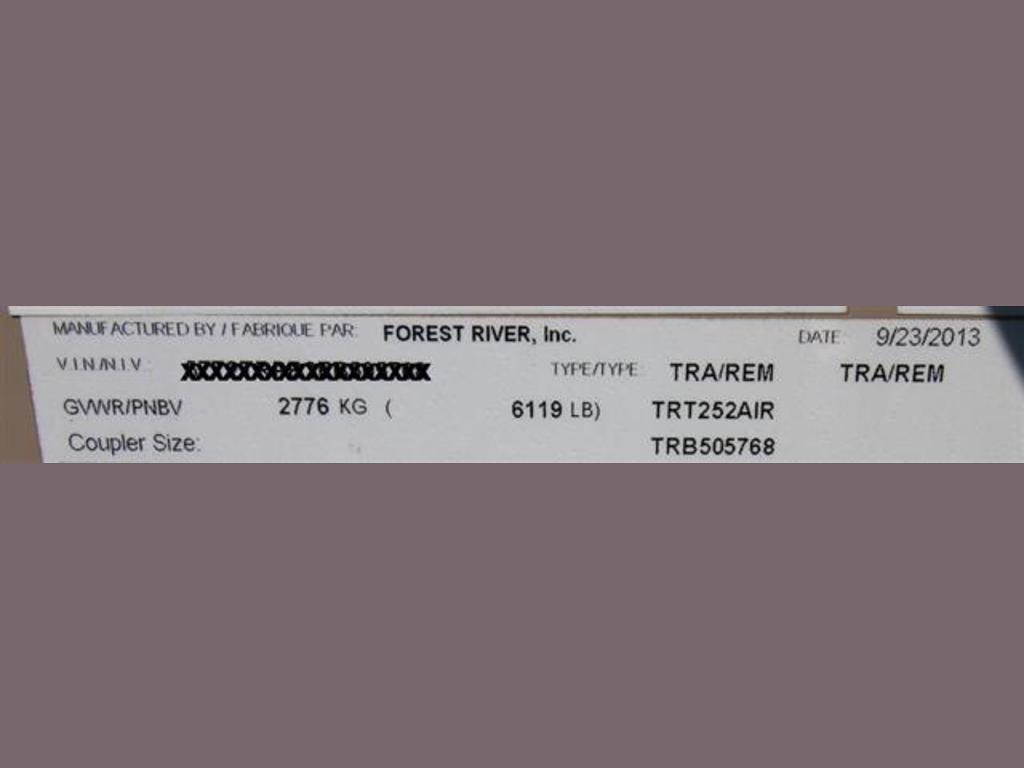 MANUFACTURED BY / FABRIQUE PAR: FOREST RIVER, Inc. DATE: 9/23/2013
V.I.N./N.I.V.: TYPE/TYPE: TRA/REM TRA/REM
GVWR/PNBV 2776 KG ( 6119 LB) TRT252AIR
Coupler Size: TRB505768